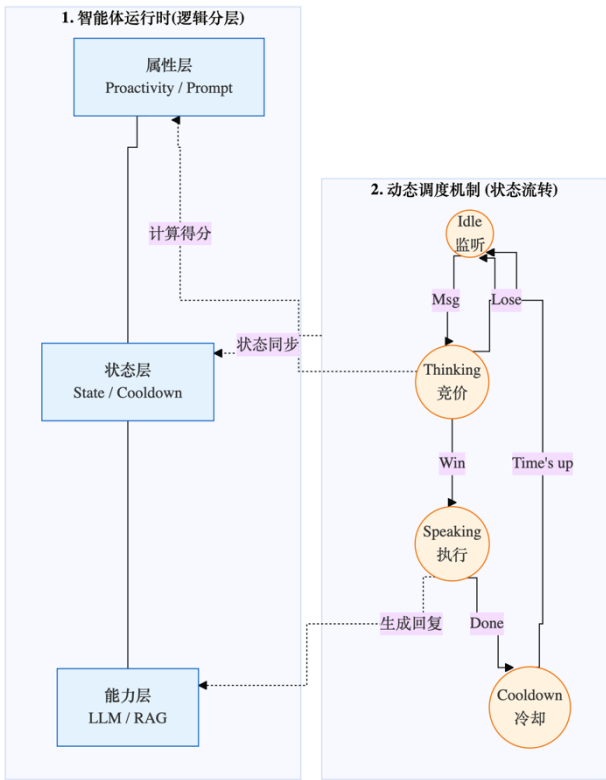 1. 智能体运行时(逻辑分层)
属性层
Proactivity / Prompt
计算得分
状态同步
状态层
State / Cooldown
能力层
LLM / RAG
2. 动态调度机制 (状态流转)
Idle
监听
Msg
Lose
Thinking
竞价
Win
Time's up
Speaking
执行
生成回复
Done
Cooldown
冷却